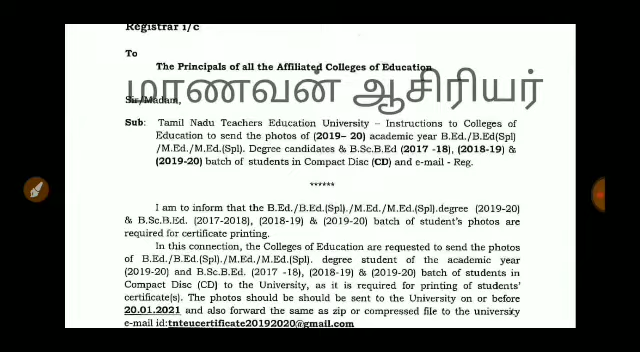 Registrar i/c
To
The Principals of all the Affiliated Colleges of Education
மாணவன் ஆசிரியர்
Sir/Madam,
Sub: Tamil Nadu Teachers Education University – Instructions to Colleges of
Education to send the photos of (2019– 20) academic year B.Ed./B.Ed(Spl)
/M.Ed./M.Ed.(Spl). Degree candidates & B.Sc.B.Ed (2017 -18), (2018-19) &
(2019-20) batch of students in Compact Disc (CD) and e-mail - Reg.
******
I am to inform that the B.Ed./B.Ed.(Spl)./M.Ed./M.Ed.(Spl).degree (2019-20)
& B.Sc.B.Ed. (2017-2018), (2018-19) & (2019-20) batch of student's photos are
required for certificate printing.
In this connection, the Colleges of Education are requested to send the photos
of B.Ed./B.Ed.(Spl)./M.Ed./M.Ed.(Spl). degree student of the academic year
(2019-20) and B.Sc.B.Ed. (2017 -18), (2018-19) & (2019-20) batch of students in
Compact Disc (CD) to the University, as it is required for printing of students'
certificate(s). The photos should be should be sent to the University on or before
20.01.2021 and also forward the same as zip or compressed file to the university
e-mail id:tnteucertificate20192020@gmail.com